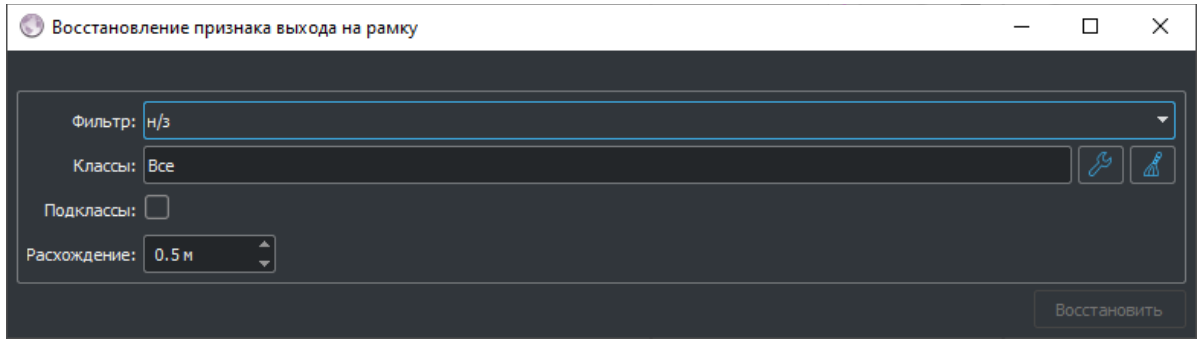 Восстановление признака выхода на рамку
Фильтр: н/з
Классы: Все
Подклассы:
Расхождение: 0.5 м
Восстановить